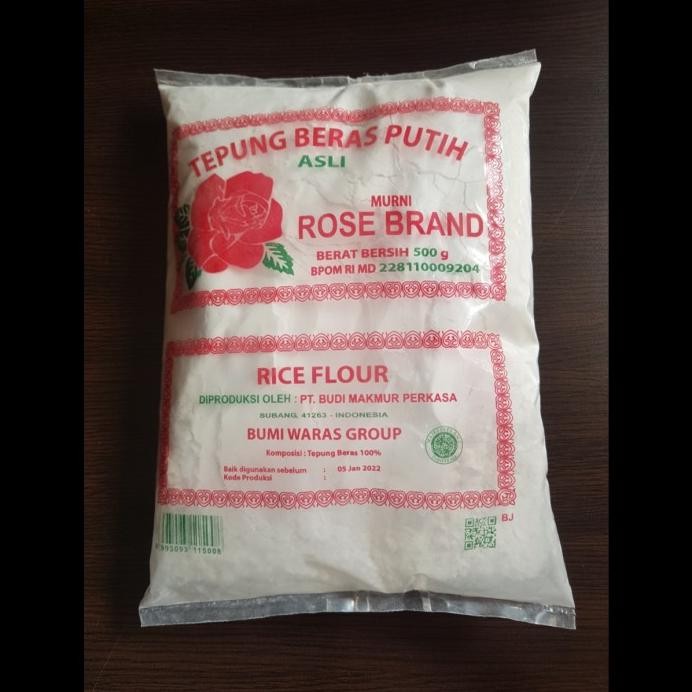 TEPUNG BERAS PUTIH
ASLI
MURNI
ROSE BRAND
BERAT BERSIH 500 g
BPOM RI MD 228110009204
RICE FLOUR
DIPRODUKSI OLEH : PT. BUDI MAKMUR PERKASA
SUBANG, 41263 - INDONESIA
BUMI WARAS GROUP
Komposisi : Tepung Beras 100%
Baik digunakan sebelum : 05 Jan 2022
Kode Produksi :
BJ
995093 115008